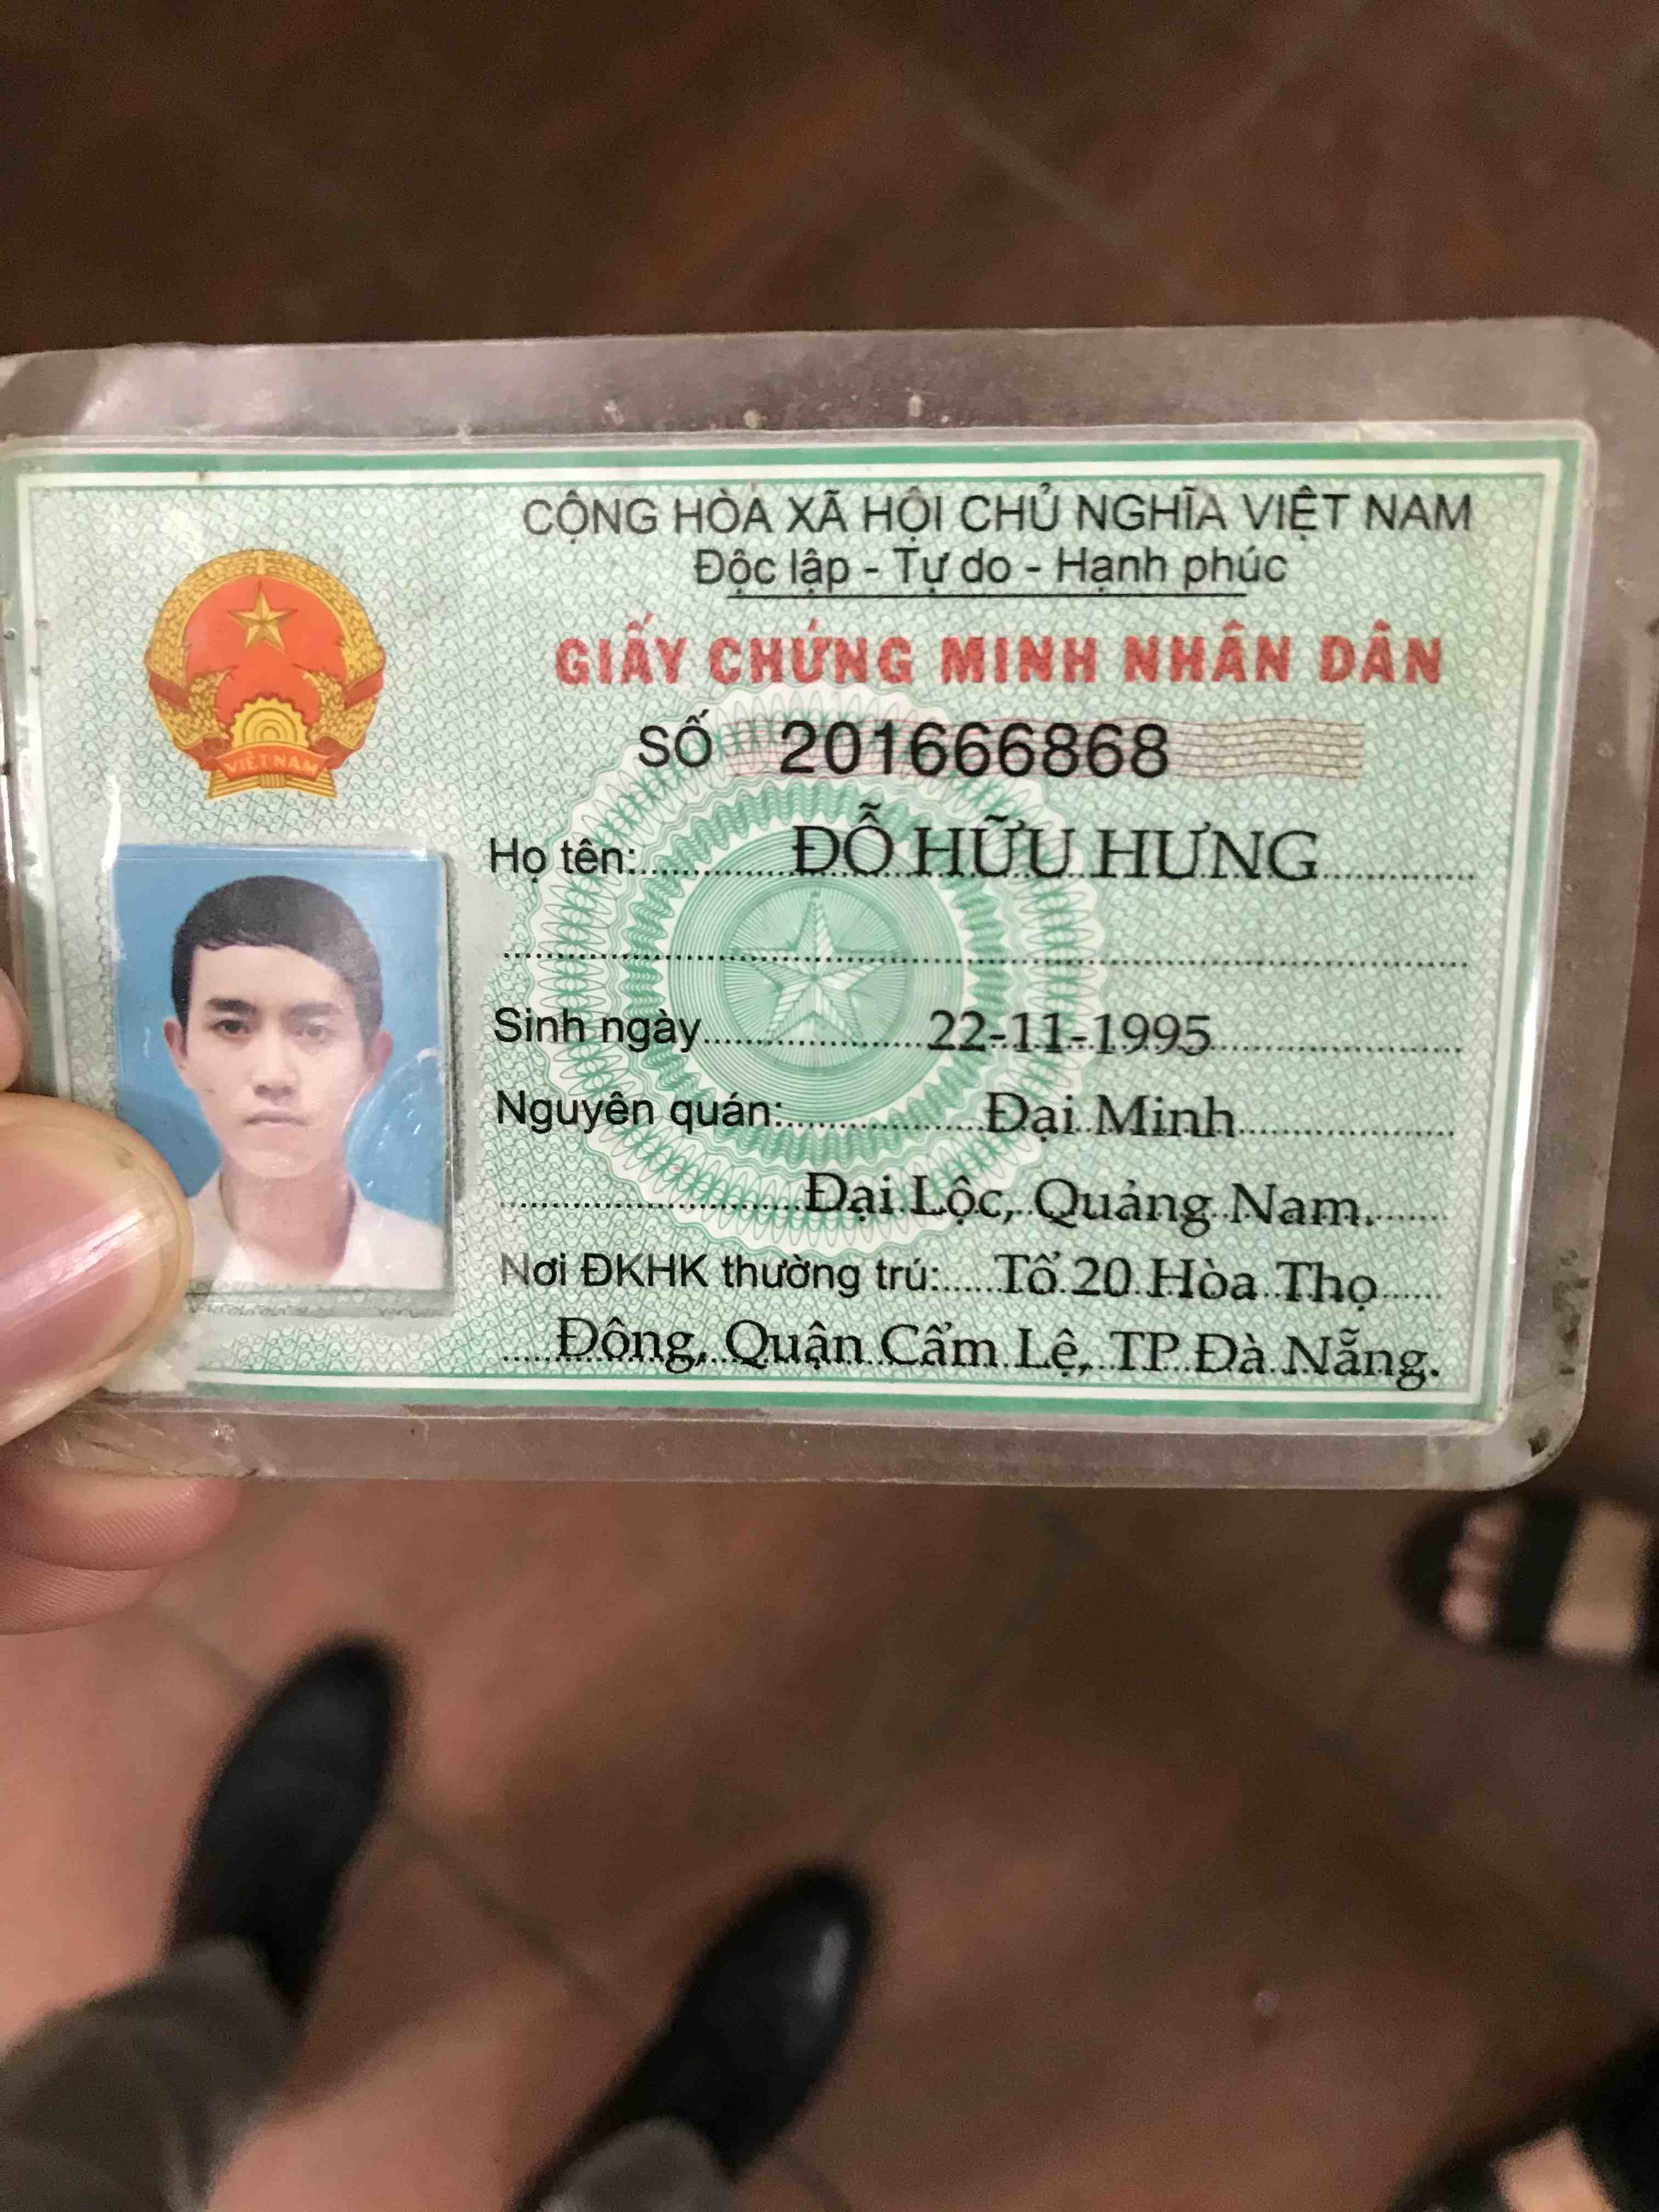 CỘNG HÒA XÃ HỘI CHỦ NGHĨA VIỆT NAM
Độc lập - Tự do - Hạnh phúc
GIẤY CHỨNG MINH NHÂN DÂN
SỐ 201666868
VIỆT NAM
Họ tên: ĐỖ HỮU HƯNG
Sinh ngày 22-11-1995
Nguyên quán: Đại Minh
Đại Lộc, Quảng Nam.
Nơi ĐKHK thường trú: Tổ 20 Hòa Thọ
Đông, Quận Cẩm Lệ, TP Đà Nẵng.